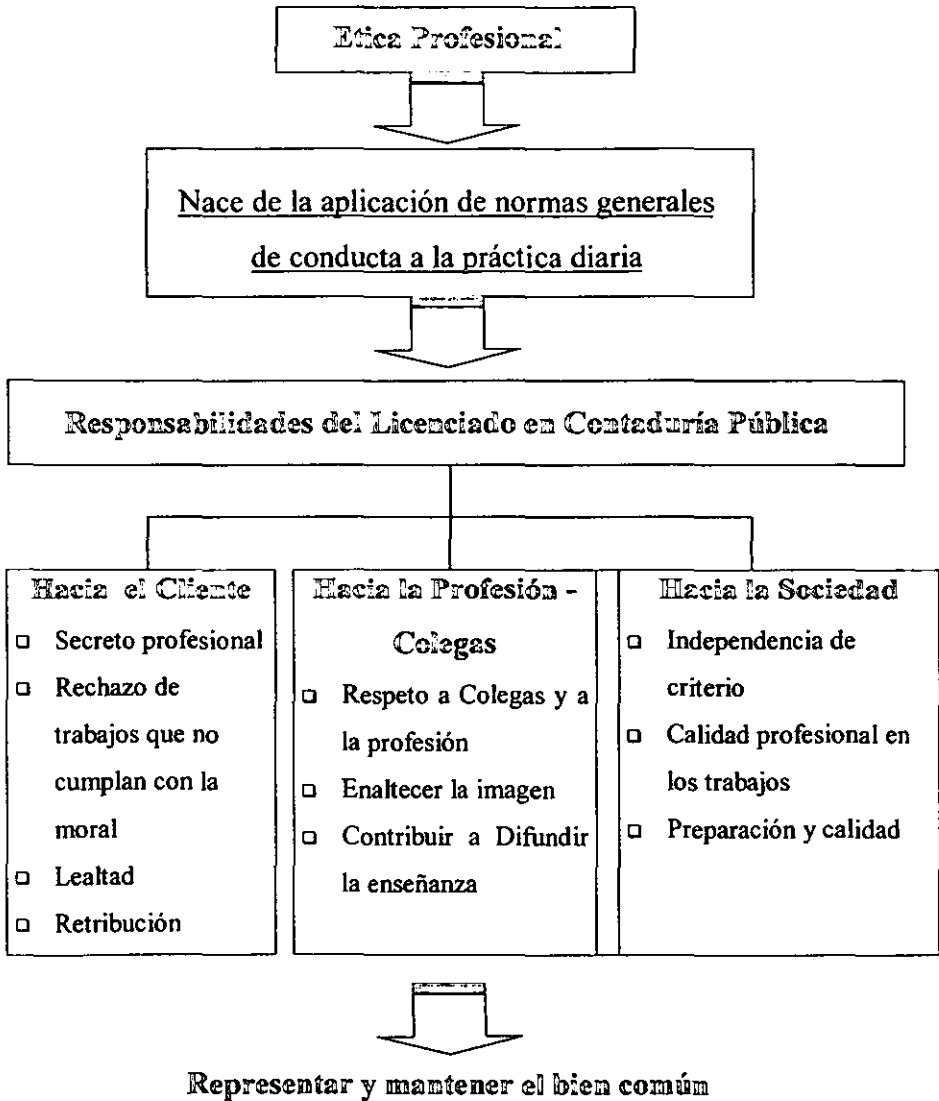 Etica Profesional
Nace de la aplicación de normas generales
de conducta a la práctica diaria
Responsabilidades del Licenciado en Contaduría Pública
Hacia el Cliente
❑ Secreto profesional
❑ Rechazo de
trabajos que no
cumplan con la
moral
❑ Lealtad
❑ Retribución
Hacia la Profesión -
Colegas
❑ Respeto a Colegas y a
la profesión
❑ Enaltecer la imagen
❑ Contribuir a Difundir
la enseñanza
Hacia la Sociedad
❑ Independencia de
criterio
❑ Calidad profesional en
los trabajos
❑ Preparación y calidad
Representar y mantener el bien común